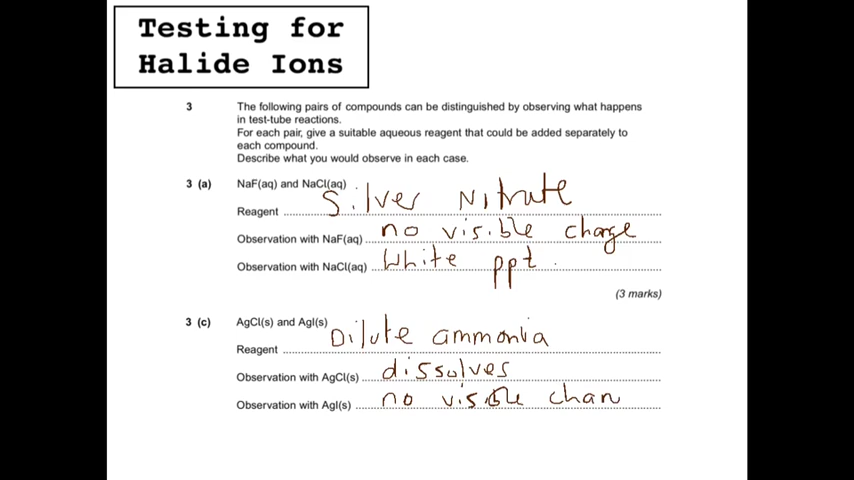 Testing for
Halide Ions
3 The following pairs of compounds can be distinguished by observing what happens
in test-tube reactions.
For each pair, give a suitable aqueous reagent that could be added separately to
each compound.
Describe what you would observe in each case.
3 (a) NaF(aq) and NaCl(aq)
Reagent Silver Nitrate
Observation with NaF(aq) no visible change
Observation with NaCl(aq) White ppt
(3 marks)
3 (c) AgCl(s) and AgI(s)
Reagent Dilute ammonia
Observation with AgCl(s) dissolves
Observation with AgI(s) no visible chan